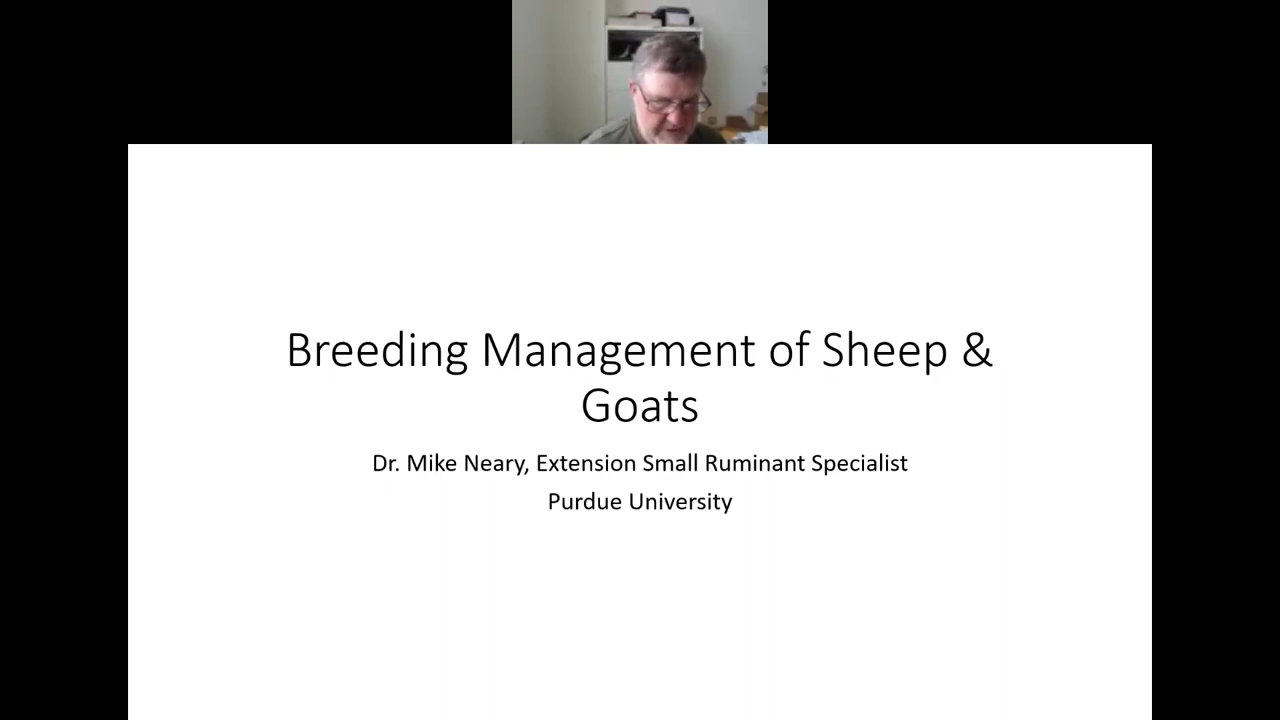 Breeding Management of Sheep &
Goats
Dr. Mike Neary, Extension Small Ruminant Specialist
Purdue University